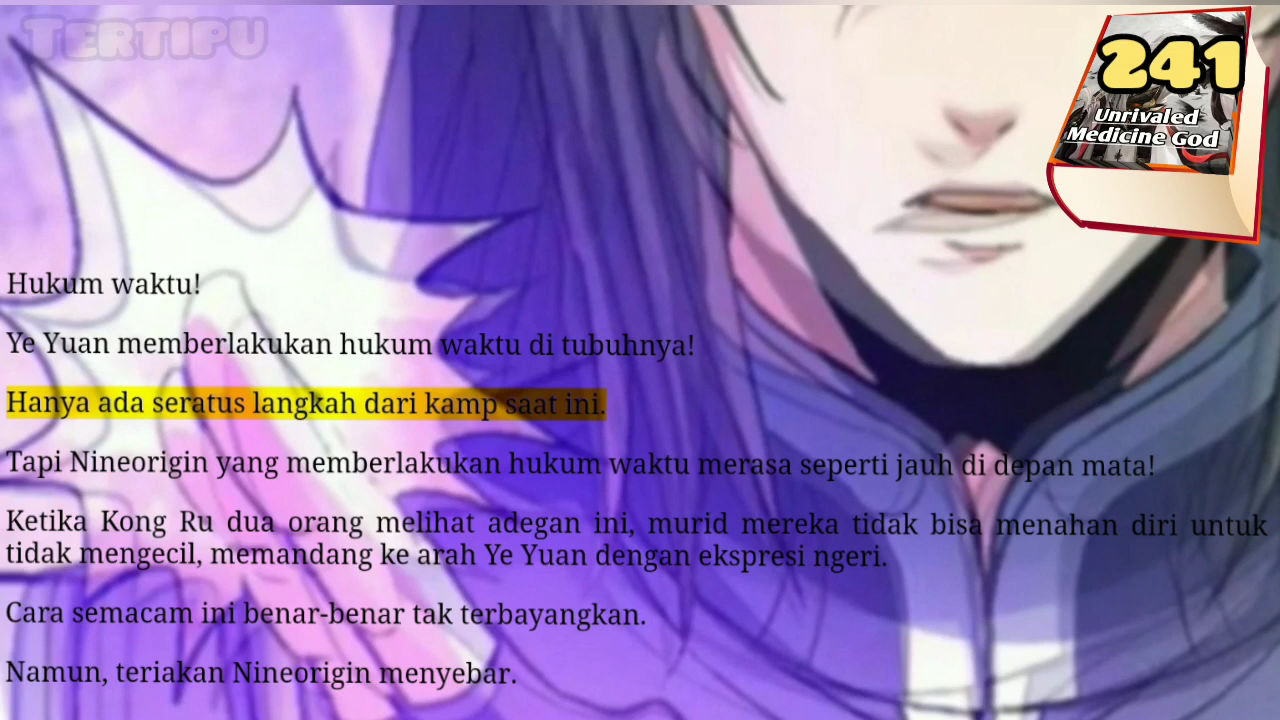 TERTIPU
241
Unrivaled
Medicine God
Hukum waktu!
Ye Yuan memberlakukan hukum waktu di tubuhnya!
Hanya ada seratus langkah dari kamp saat ini.
Tapi Nineorigin yang memberlakukan hukum waktu merasa seperti jauh di depan mata!
Ketika Kong Ru dua orang melihat adegan ini, murid mereka tidak bisa menahan diri untuk
tidak mengecil, memandang ke arah Ye Yuan dengan ekspresi ngeri.
Cara semacam ini benar-benar tak terbayangkan.
Namun, teriakan Nineorigin menyebar.